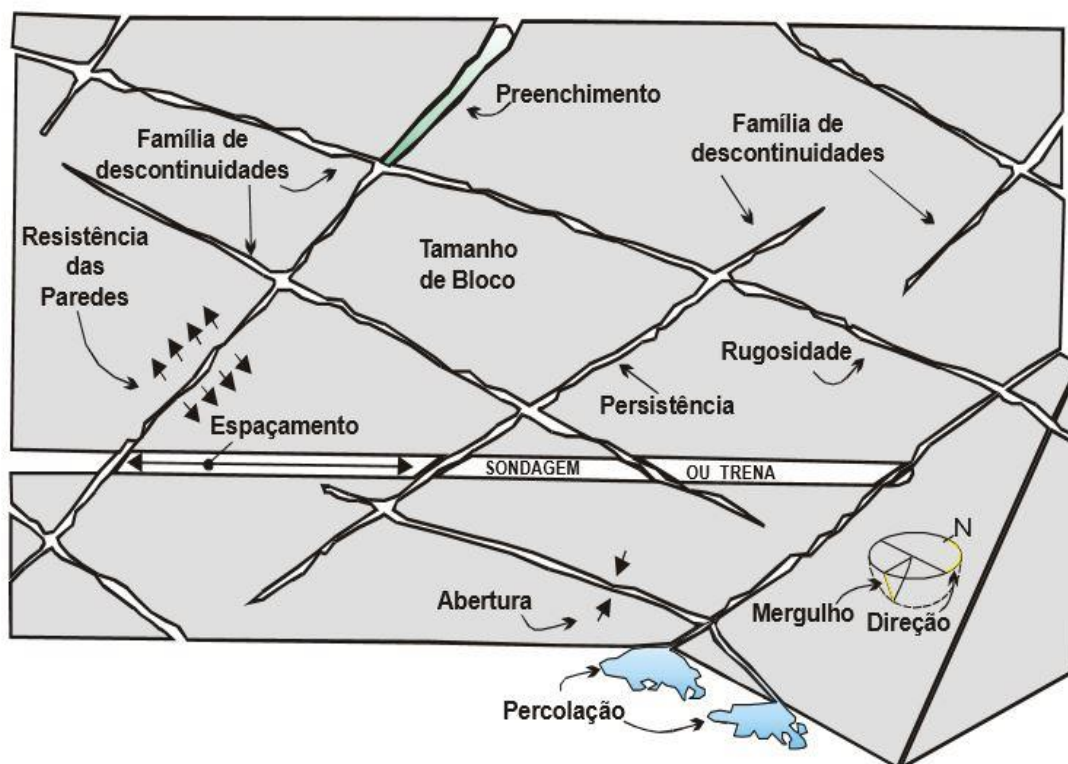 Preenchimento
Família de
descontinuidades
Família de
descontinuidades
Resistência
das
Paredes
Tamanho
de Bloco
Rugosidade
Persistência
Espaçamento
SONDAGEM
OU TRENA
N
Abertura
Mergulho
Direção
Percolação